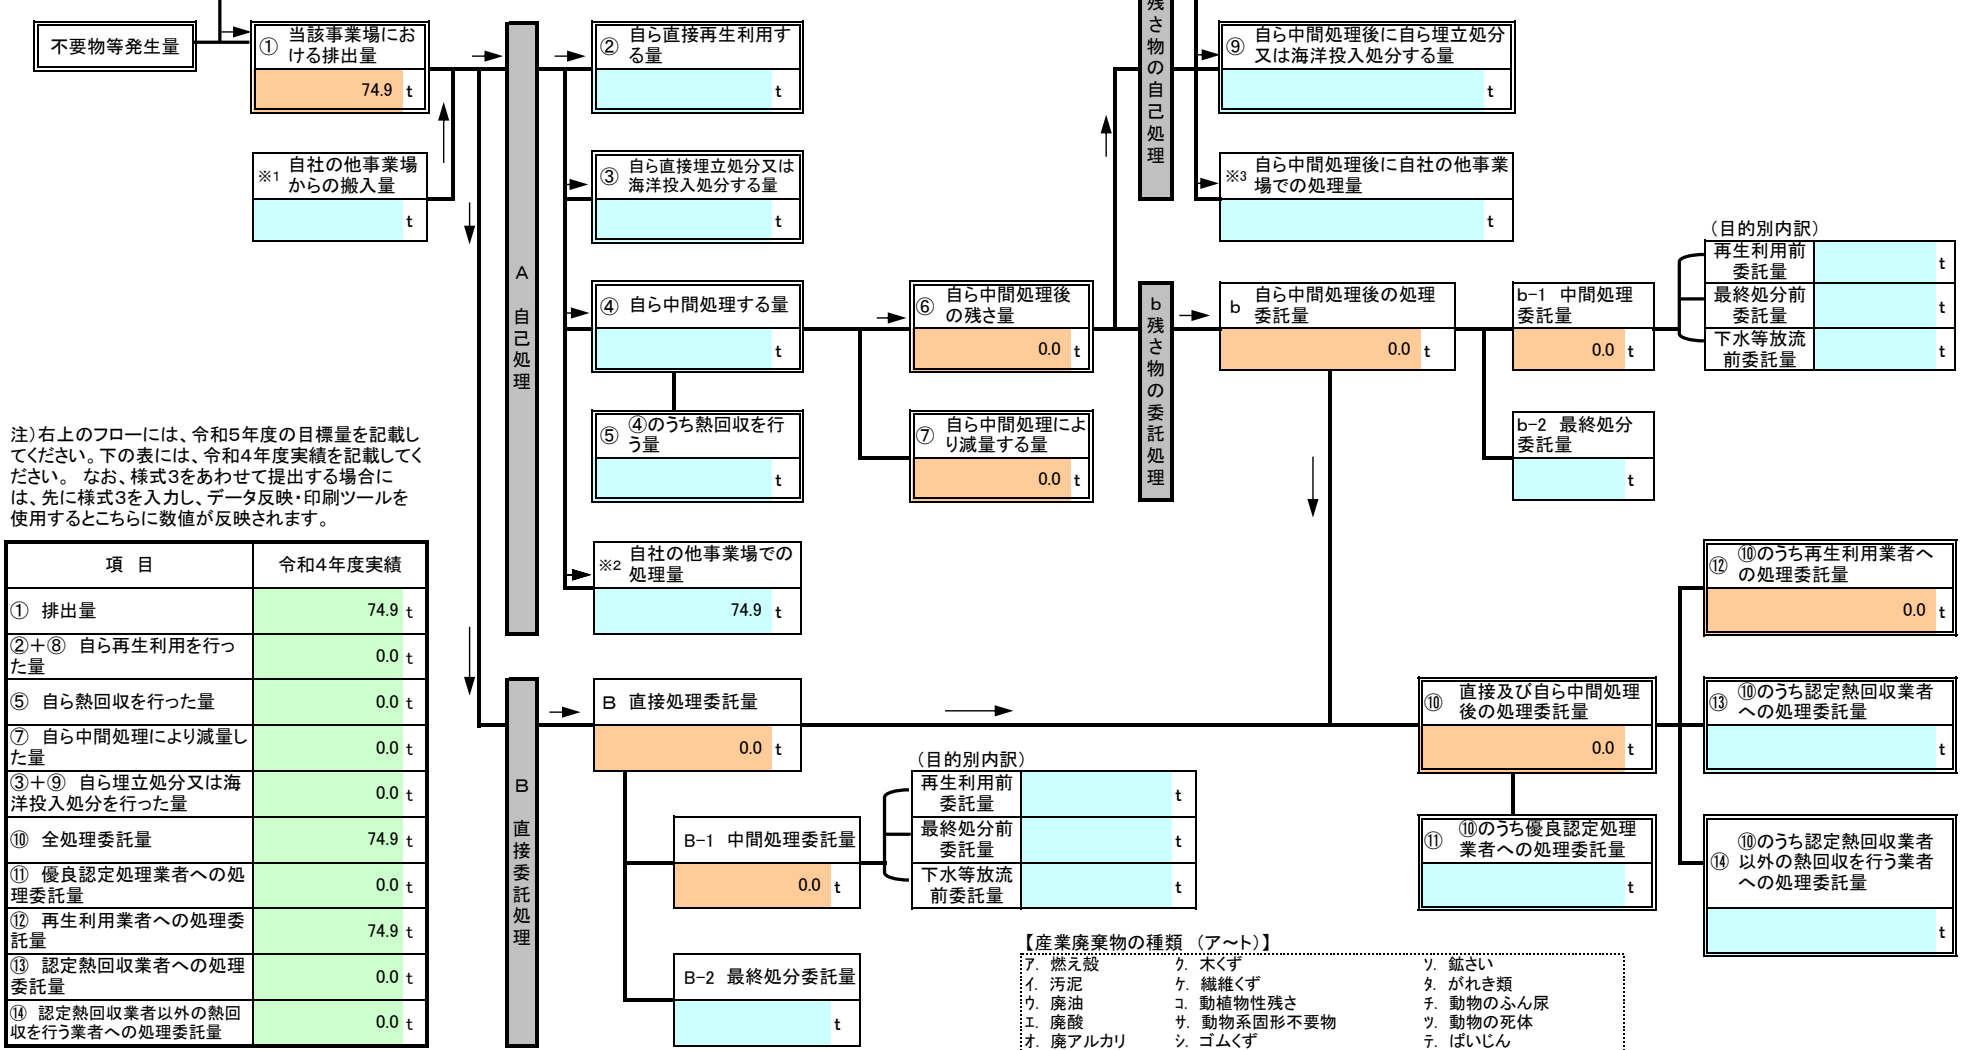 不要物等発生量
① 当該事業場にお
ける排出量
74.9 t
※1 自社の他事業場
からの搬入量
t
A 自己処理
② 自ら直接再生利用す
る量
t
③ 自ら直接埋立処分又は
海洋投入処分する量
t
④ 自ら中間処理する量
t
⑤ ④のうち熱回収を行
う量
t
※2 自社の他事業場での
処理量
74.9 t
⑥ 自ら中間処理後
の残さ量
0.0 t
⑦ 自ら中間処理によ
り減量する量
0.0 t
残さ物の自己処理
⑨ 自ら中間処理後に自ら埋立処分
又は海洋投入処分する量
t
※3 自ら中間処理後に自社の他事業
場での処理量
t
b 残さ物の委託処理
b 自ら中間処理後の処理
委託量
0.0 t
b-1 中間処理
委託量
0.0 t
b-2 最終処分
委託量
t
(目的別内訳)
再生利用前
委託量
t
最終処分前
委託量
t
下水等放流
前委託量
t
注)右上のフローには、令和5年度の目標量を記載し
てください。下の表には、令和4年度実績を記載してく
ださい。 なお、様式3をあわせて提出する場合に
は、先に様式3を入力し、データ反映・印刷ツールを
使用するとこちらに数値が反映されます。
項 目 令和4年度実績
① 排出量 74.9 t
②+⑧ 自ら再生利用を行っ
た量 0.0 t
⑤ 自ら熱回収を行った量 0.0 t
⑦ 自ら中間処理により減量し
た量 0.0 t
③+⑨ 自ら埋立処分又は海
洋投入処分を行った量 0.0 t
⑩ 全処理委託量 74.9 t
⑪ 優良認定処理業者への処
理委託量 0.0 t
⑫ 再生利用業者への処理委
託量 74.9 t
⑬ 認定熱回収業者への処理
委託量 0.0 t
⑭ 認定熱回収業者以外の熱回
収を行う業者への処理委託量 0.0 t
B 直接委託処理
B 直接処理委託量
0.0 t
B-1 中間処理委託量
0.0 t
B-2 最終処分委託量
t
(目的別内訳)
再生利用前
委託量
t
最終処分前
委託量
t
下水等放流
前委託量
t
⑩ 直接及び自ら中間処理
後の処理委託量
0.0 t
⑪ ⑩のうち優良認定処理
業者への処理委託量
t
⑫ ⑩のうち再生利用業者へ
の処理委託量
0.0 t
⑬ ⑩のうち認定熱回収業者
への処理委託量
t
⑭ ⑩のうち認定熱回収業者
以外の熱回収を行う業者
への処理委託量
t
【産業廃棄物の種類 (ア~ト)】
ア. 燃え殻 ク. 木くず ソ. 鉱さい
イ. 汚泥 ケ. 繊維くず タ. がれき類
ウ. 廃油 コ. 動植物性残さ チ. 動物のふん尿
エ. 廃酸 サ. 動物系固形不要物 ツ. 動物の死体
オ. 廃アルカリ シ. ゴムくず テ. ばいじん